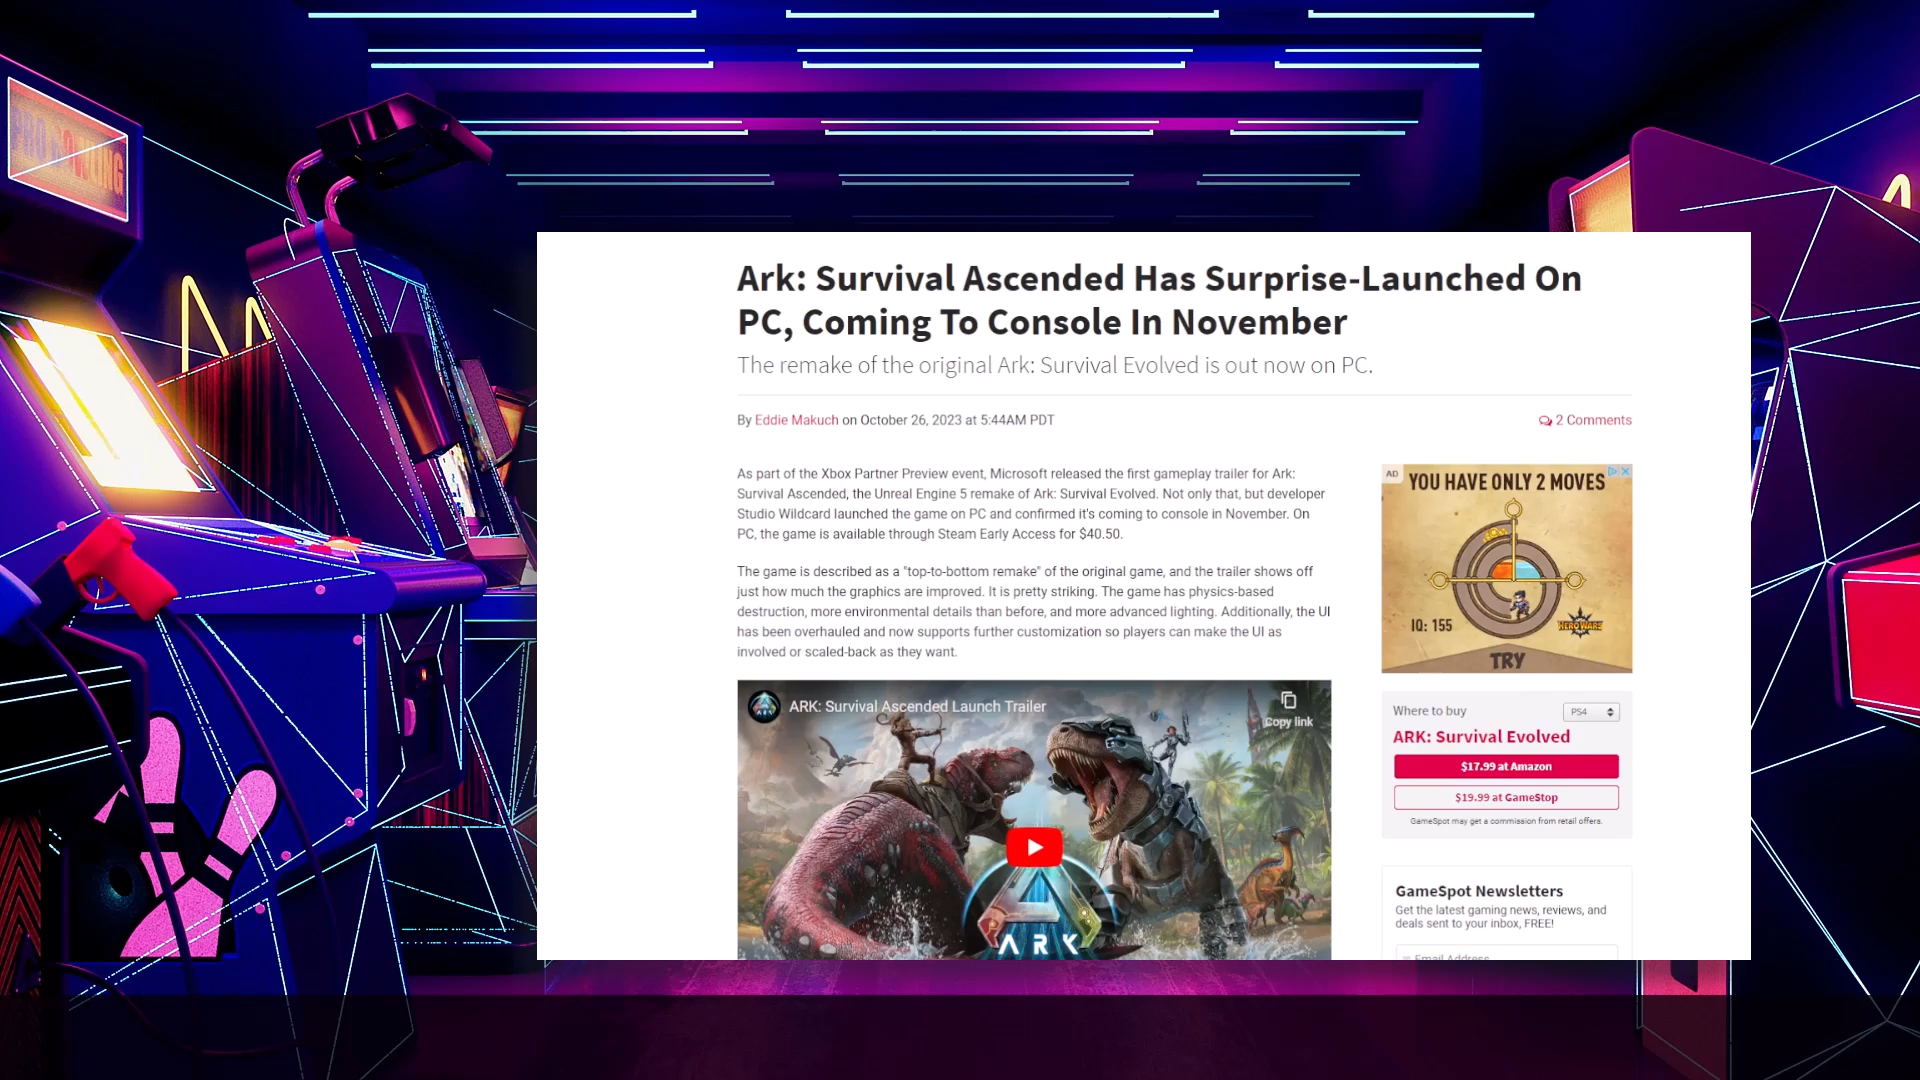 Ark: Survival Ascended Has Surprise-Launched On
PC, Coming To Console In November
The remake of the original Ark: Survival Evolved is out now on PC.
By Eddie Makuch on October 26, 2023 at 5:44AM PDT
2 Comments
As part of the Xbox Partner Preview event, Microsoft released the first gameplay trailer for Ark:
Survival Ascended, the Unreal Engine 5 remake of Ark: Survival Evolved. Not only that, but developer
Studio Wildcard launched the game on PC and confirmed it's coming to console in November. On
PC, the game is available through Steam Early Access for $40.50.
The game is described as a "top-to-bottom remake" of the original game, and the trailer shows off
just how much the graphics are improved. It is pretty striking. The game has physics-based
destruction, more environmental details than before, and more advanced lighting. Additionally, the UI
has been overhauled and now supports further customization so players can make the UI as
involved or scaled-back as they want.
ARK: Survival Ascended Launch Trailer
Copy link
ARK
AD
YOU HAVE ONLY 2 MOVES
IQ: 155
HERO WARS
TRY
Where to buy
PS4
ARK: Survival Evolved
$17.99 at Amazon
$19.99 at GameStop
GameSpot may get a commission from retail offers.
GameSpot Newsletters
Get the latest gaming news, reviews, and
deals sent to your inbox, FREE!
Email Address